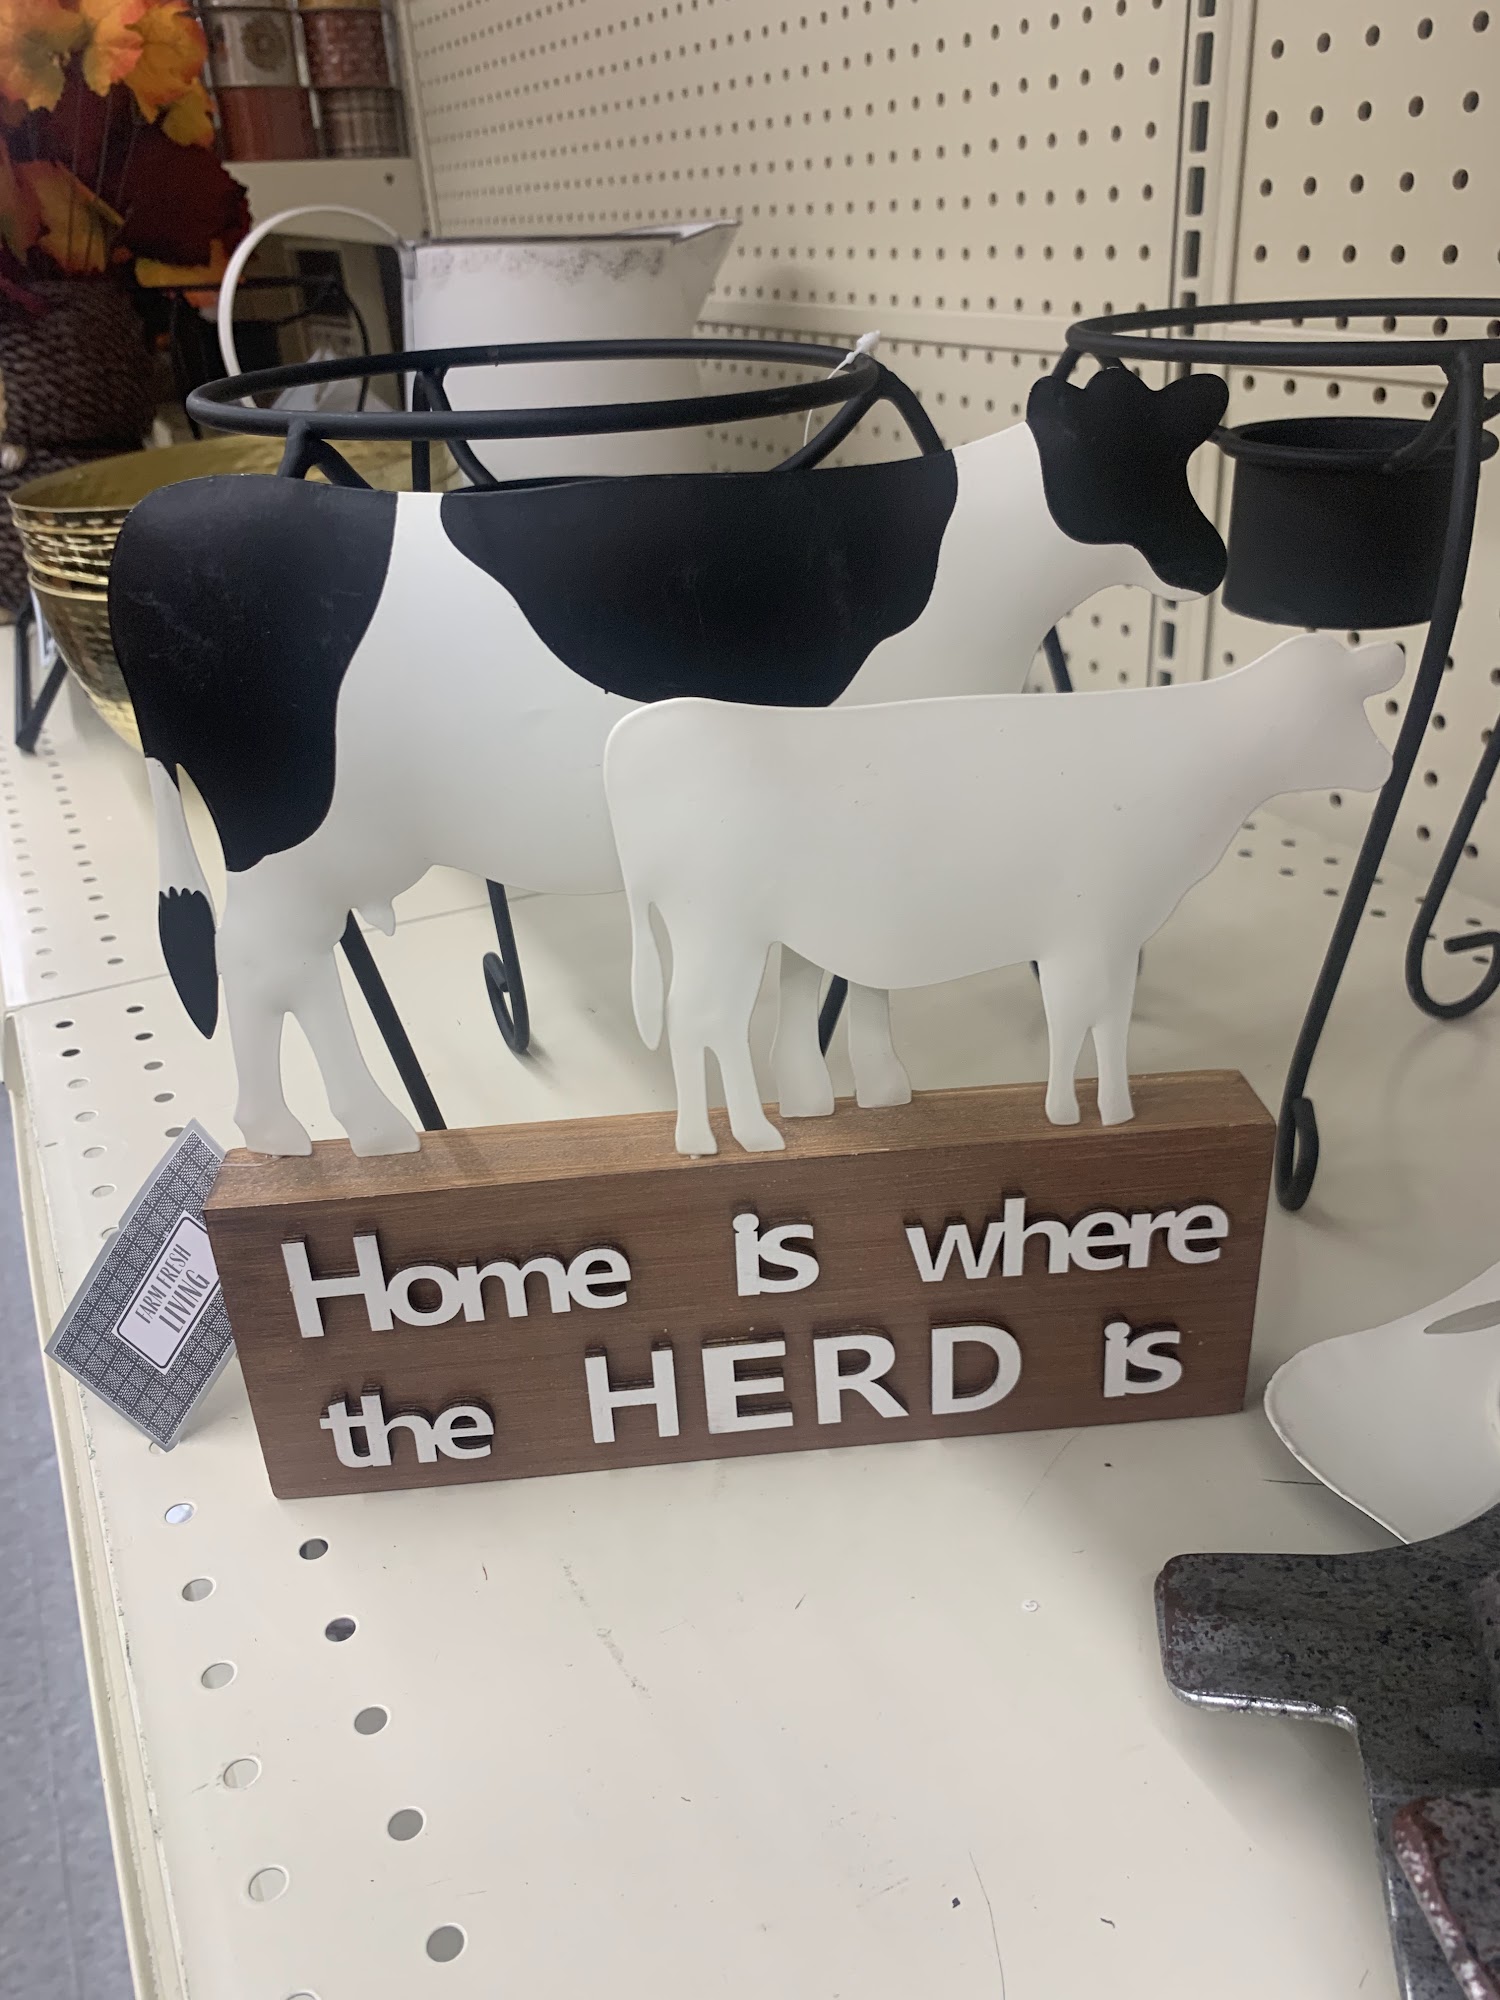 Home is where
the HERD is
FARM FRESH
LIVING